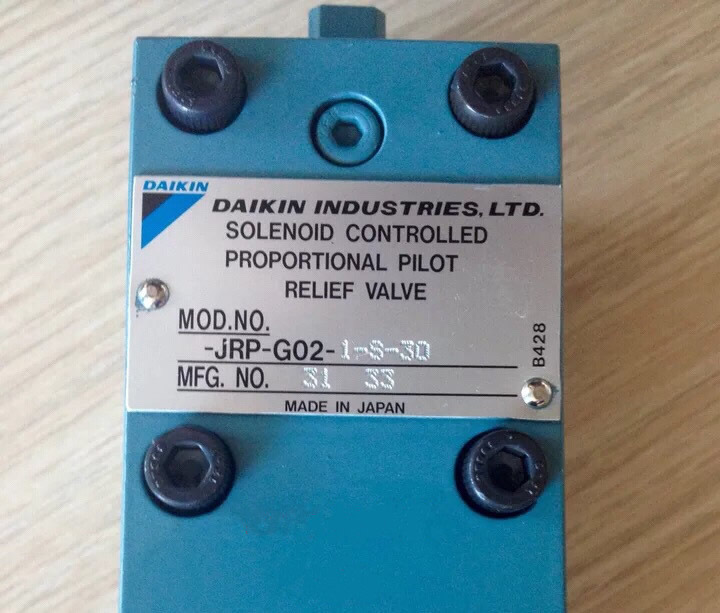 DAIKIN
DAIKIN INDUSTRIES, LTD.
SOLENOID CONTROLLED
PROPORTIONAL PILOT
RELIEF VALVE
MOD.NO.
-JRP-G02-1-S-30
MFG. NO. 31 33
MADE IN JAPAN
B428